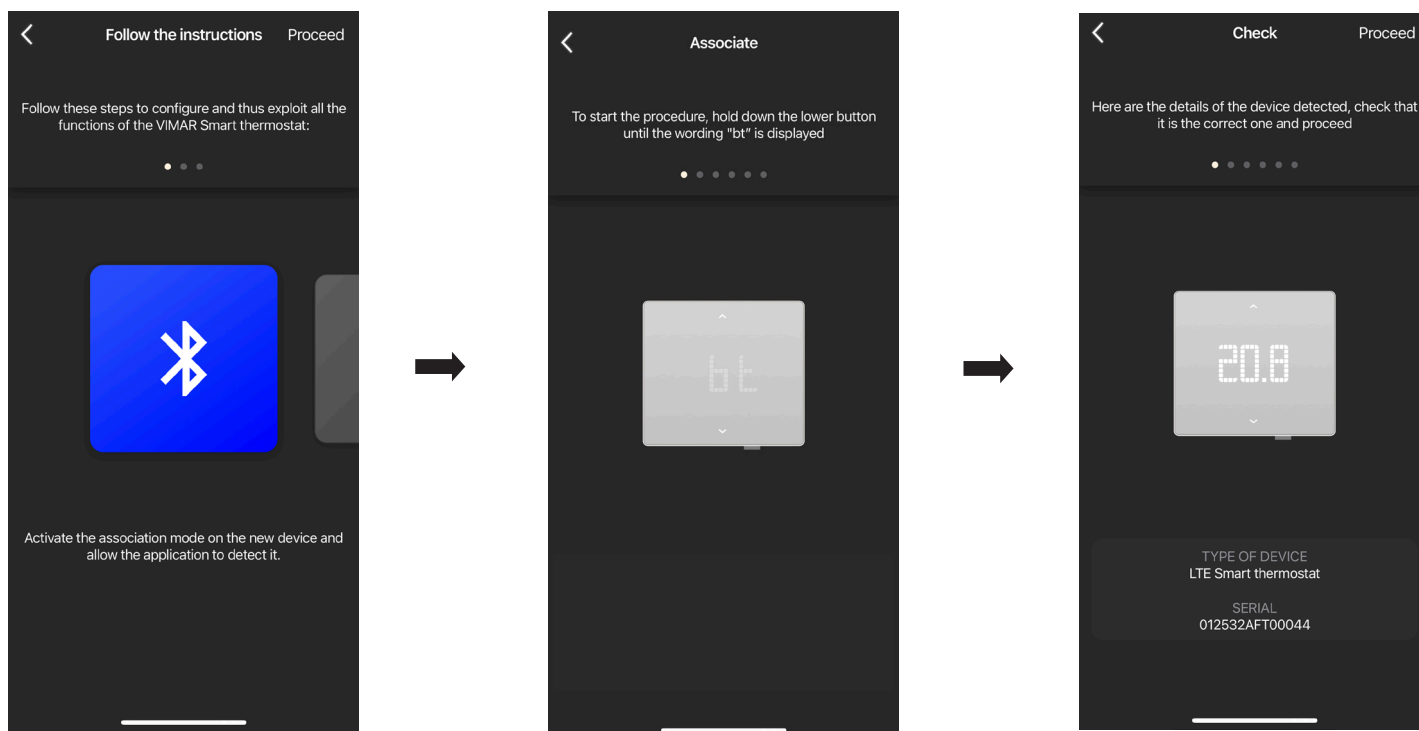 Follow the instructions
Proceed
Follow these steps to configure and thus exploit all the
functions of the VIMAR Smart thermostat:
Activate the association mode on the new device and
allow the application to detect it.
Associate
To start the procedure, hold down the lower button
until the wording "bt" is displayed
bt
Check
Proceed
Here are the details of the device detected, check that
it is the correct one and proceed
20.8
TYPE OF DEVICE
LTE Smart thermostat
SERIAL
012532AFT00044